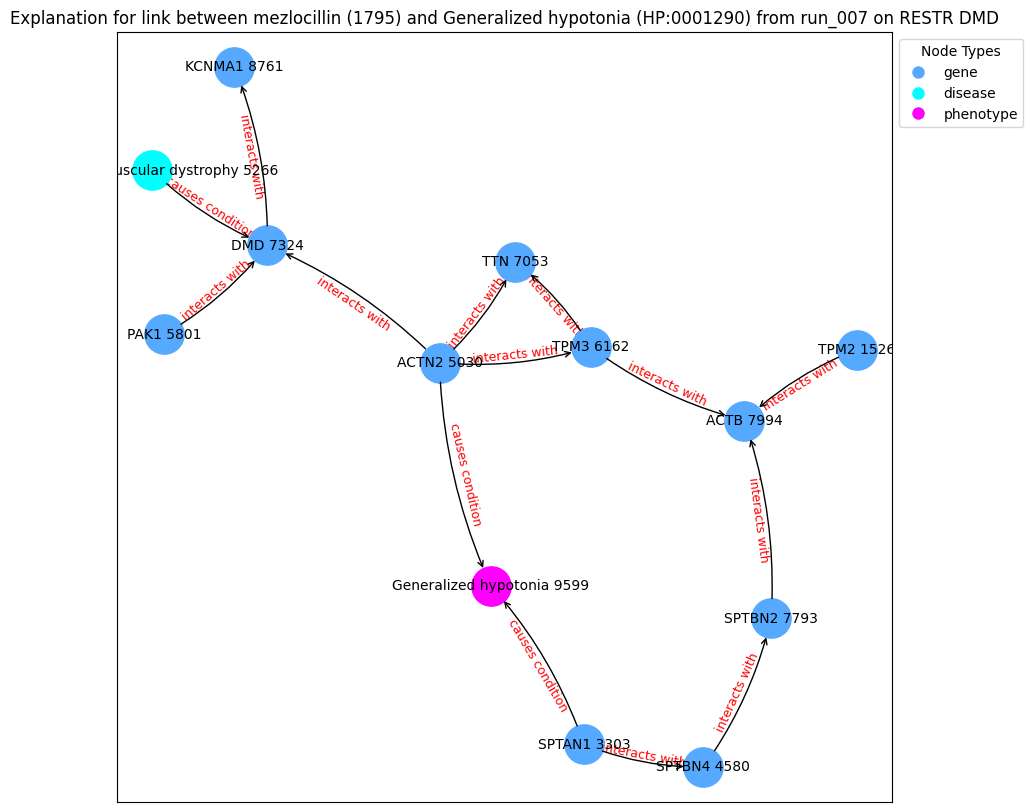 Explanation for link between mezlocillin (1795) and Generalized hypotonia (HP:0001290) from run_007 on RESTR DMD
Node Types
gene
disease
phenotype
KCNMA1 8761
interacts with
uscular dystrophy 5266
causes condition
DMD 7324
interacts with
PAK1 5801
interacts with
TTN 7053
interacts with
interacts with
TPM3 6162
ACTN2 5030
interacts with
interacts with
TPM2 1526
interacts with
ACTB 7994
causes condition
interacts with
Generalized hypotonia 9599
causes condition
SPTBN2 7793
interacts with
SPTAN1 3303
interacts with
SPTBN4 4580